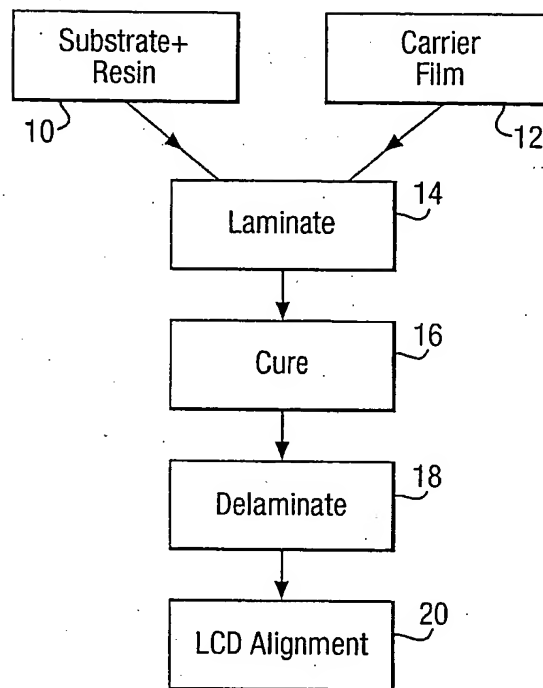 Substrate+
Resin
10
Carrier
Film
12
Laminate
14
Cure
16
Delaminate
18
LCD Alignment
20